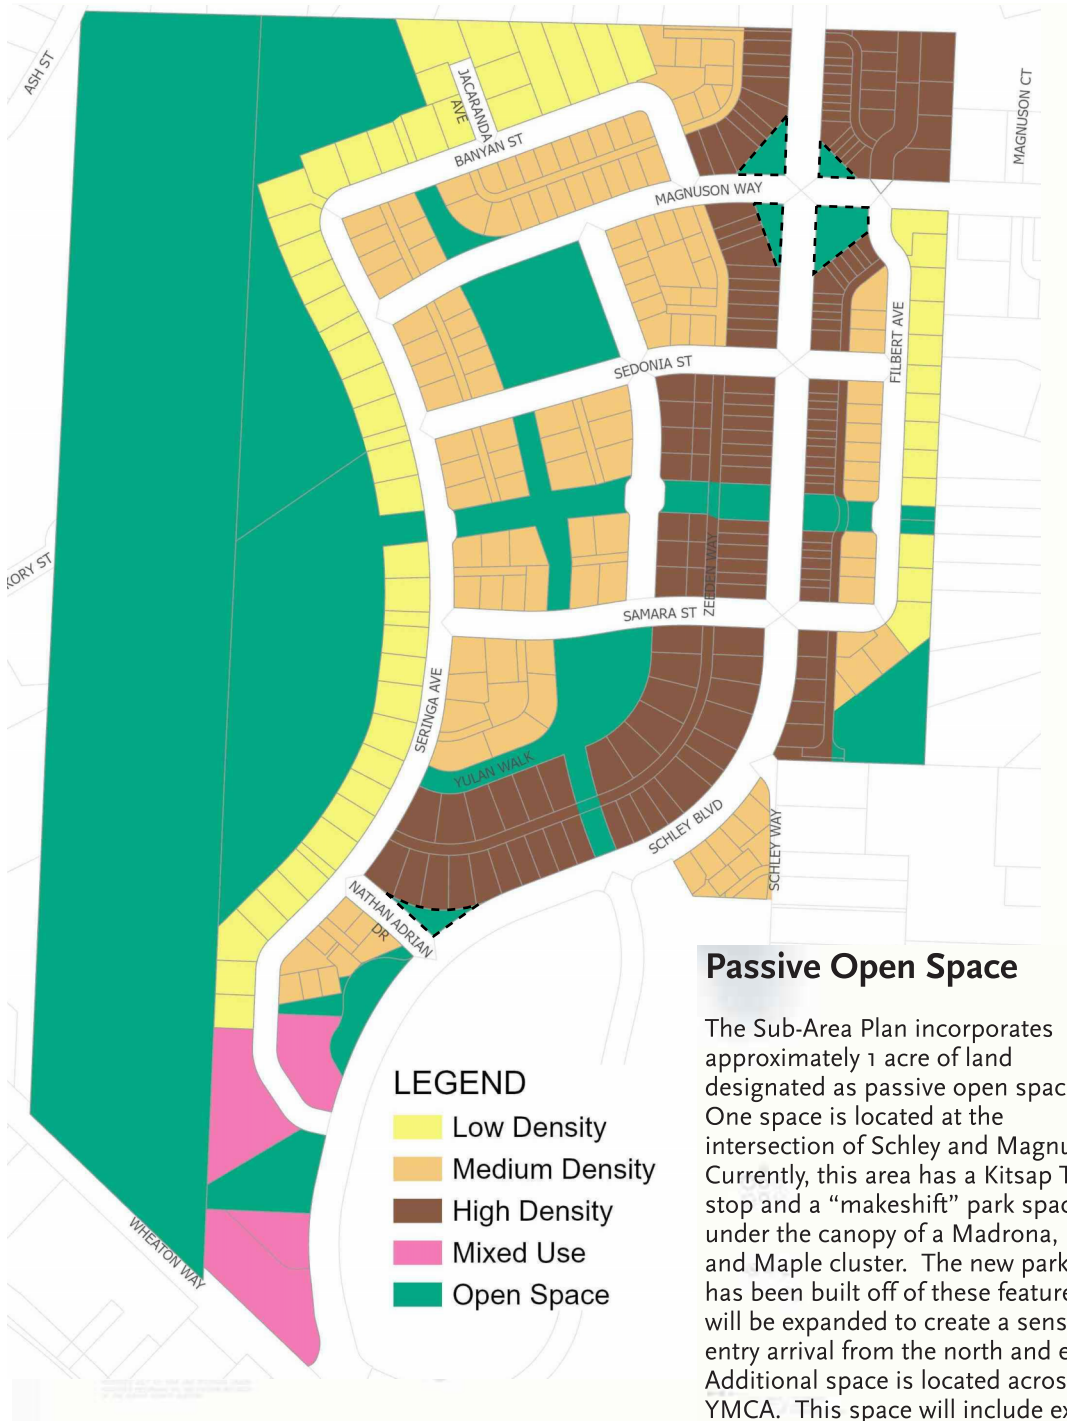 ASH ST
JACARANDA
AVE
BANYAN ST
MAGNUSON WAY
MAGNUSON CT
SEDONIA ST
FILBERT AVE
KORY ST
ZEEDEN WAY
SAMARA ST
SERINGA AVE
YULAN WALK
SCHLEY BLVD
SCHLEY WAY
NATHAN ADRIAN
DR
WHEATON WAY
LEGEND
Low Density
Medium Density
High Density
Mixed Use
Open Space
Passive Open Space
The Sub-Area Plan incorporates
approximately 1 acre of land
designated as passive open spac
One space is located at the
intersection of Schley and Magnu
Currently, this area has a Kitsap T
stop and a “makeshift” park spac
under the canopy of a Madrona,
and Maple cluster. The new park
has been built off of these feature
will be expanded to create a sens
entry arrival from the north and e
Additional space is located acros
YMCA. This space will include ex